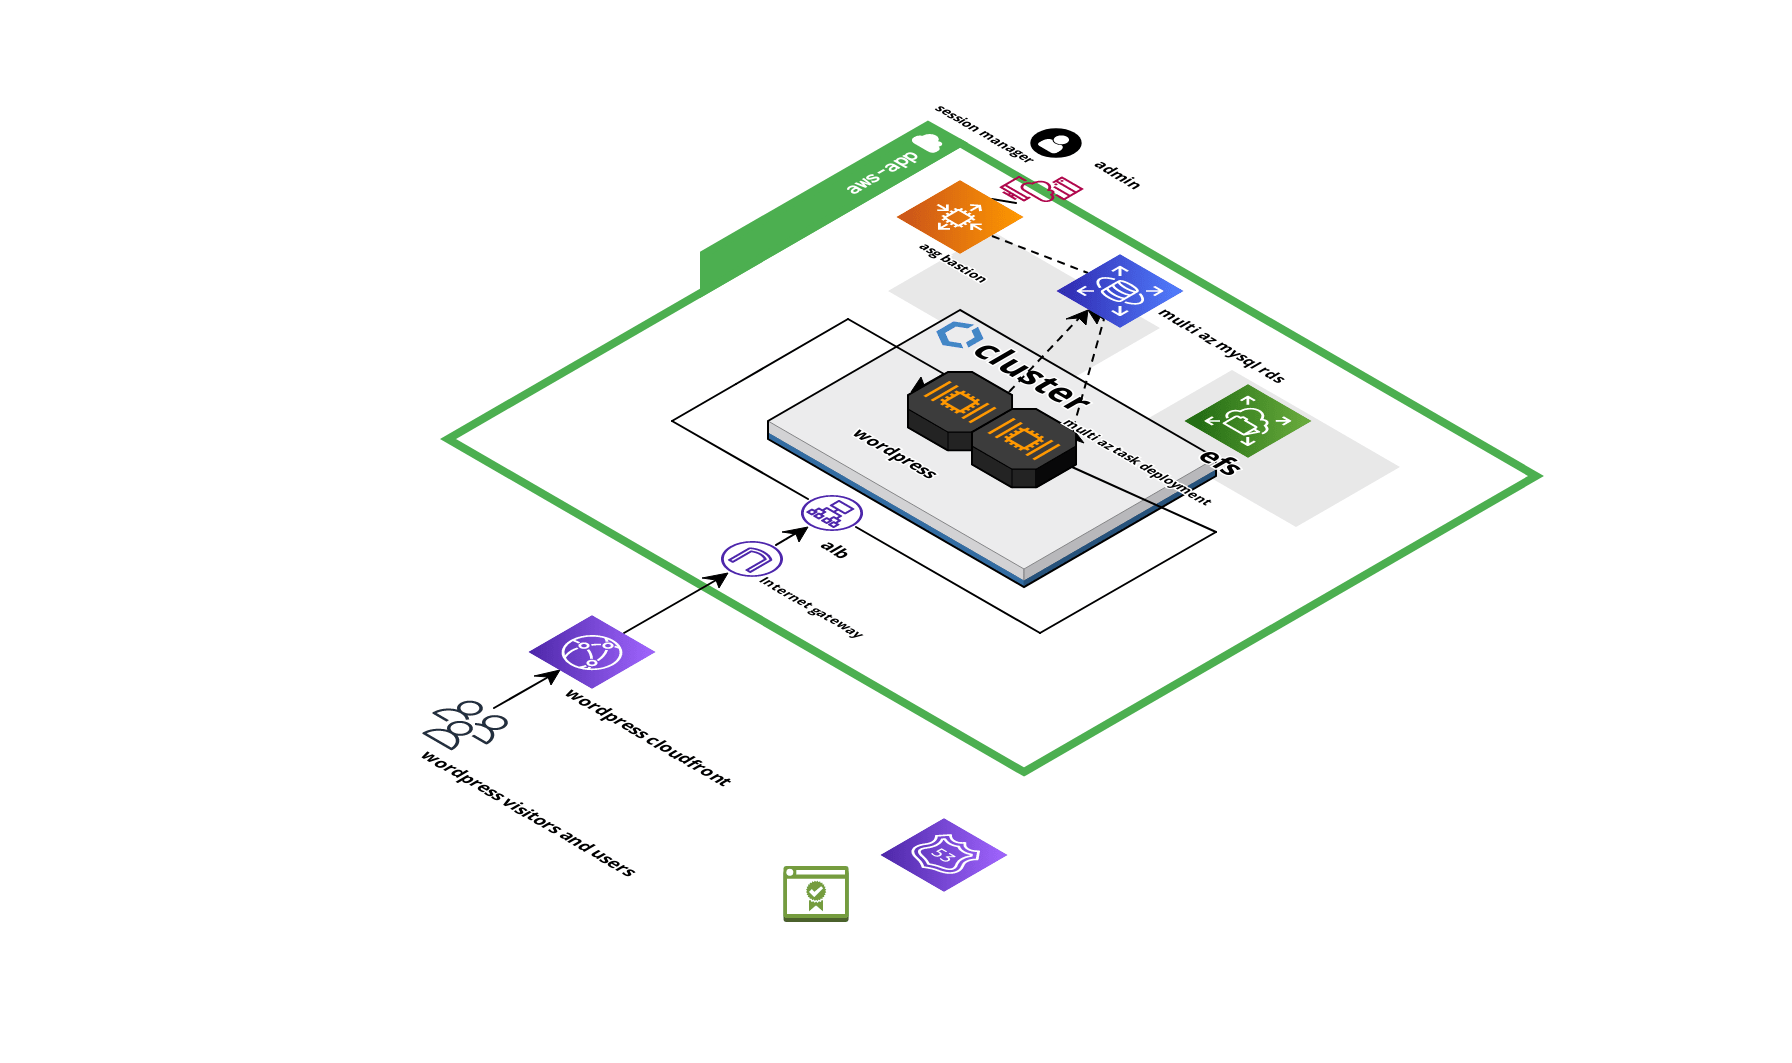 session manager
admin
aws-app
asg bastion
multi az mysql rds
cluster
multi az task deployment
wordpress
efs
alb
Internet gateway
wordpress cloudfront
wordpress visitors and users
53